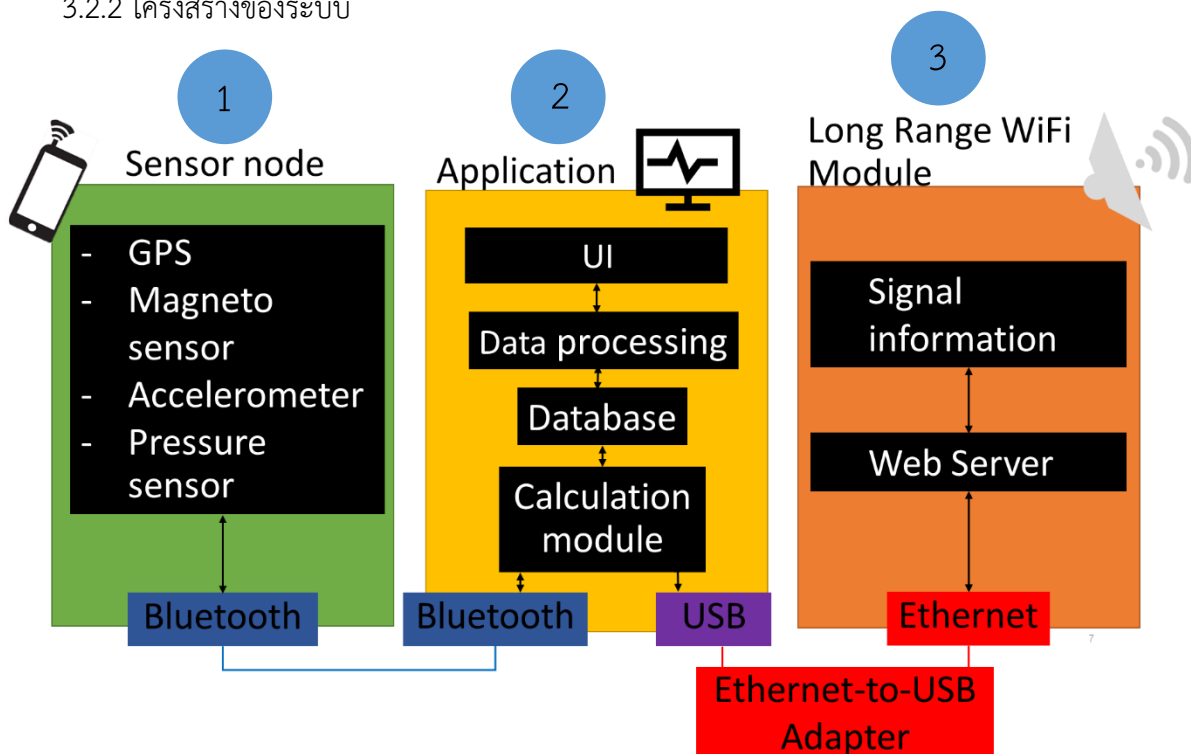 3.2.2 โครงสร้างของระบบ
1
2
3
Sensor node
Application
Long Range WiFi
Module
- GPS
- Magneto
sensor
- Accelerometer
- Pressure
sensor
Bluetooth
UI
Data processing
Database
Calculation
module
Bluetooth
USB
Signal
information
Web Server
Ethernet
7
Ethernet-to-USB
Adapter